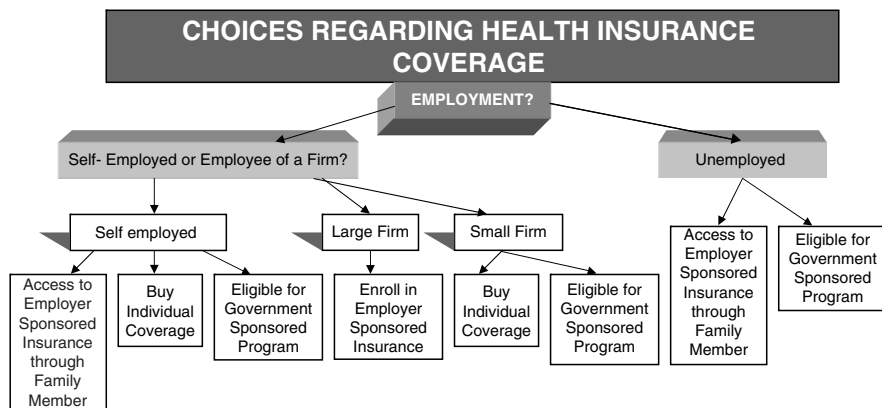 CHOICES REGARDING HEALTH INSURANCE
COVERAGE
EMPLOYMENT?
Self- Employed or Employee of a Firm?
Unemployed
Self employed
Large Firm
Small Firm
Access to
Employer
Sponsored
Insurance
through
Family
Member
Buy
Individual
Coverage
Eligible for
Government
Sponsored
Program
Enroll in
Employer
Sponsored
Insurance
Buy
Individual
Coverage
Eligible for
Government
Sponsored
Program
Access to
Employer
Sponsored
Insurance
through
Family
Member
Eligible for
Government
Sponsored
Program